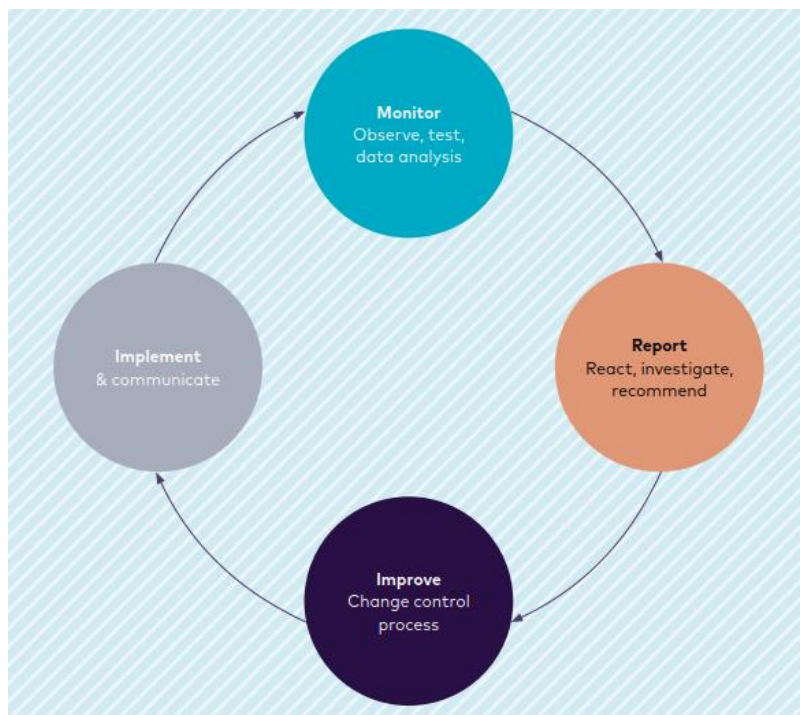 Monitor
Observe, test,
data analysis
Report
React, investigate,
recommend
Improve
Change control
process
Implement
& communicate